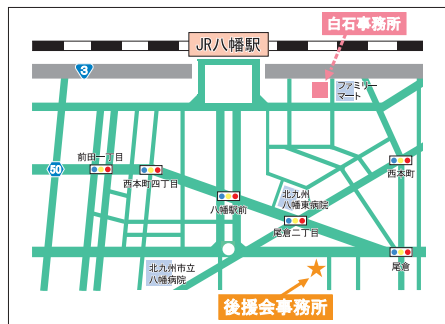 白石事務所
JR八幡駅
3
ファミリー
マート
前田一丁目
50
西本町四丁目
西本町
八幡駅前
北九州
八幡東病院
尾倉二丁目
北九州市立
八幡病院
尾倉
後援会事務所